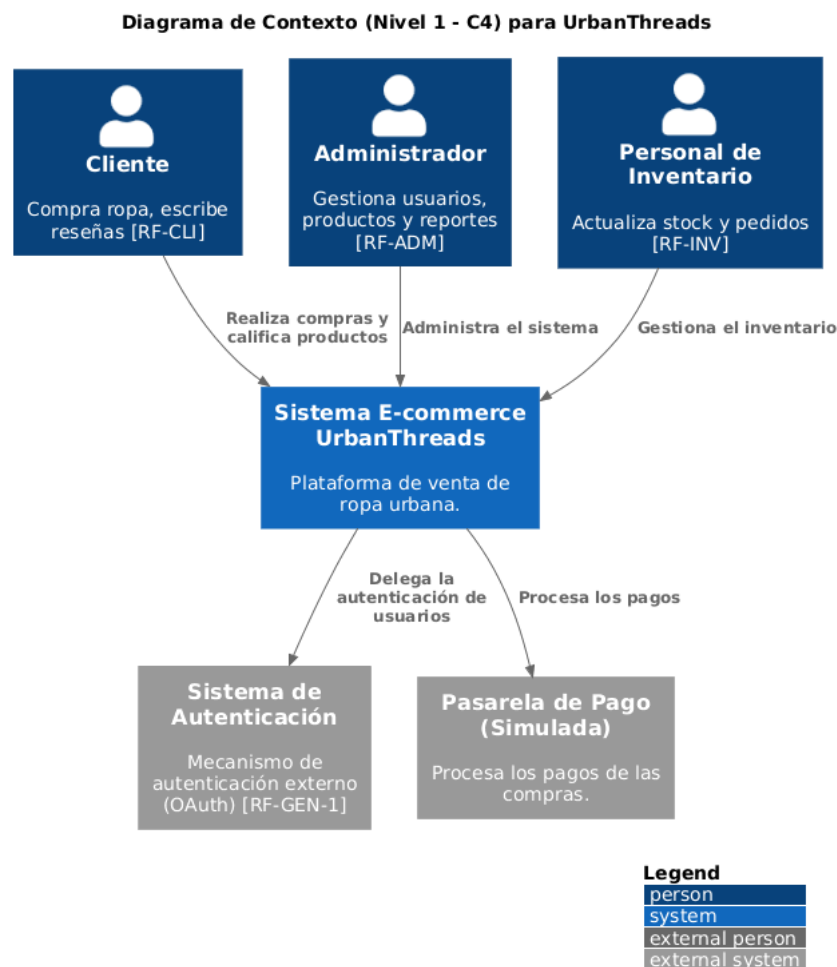 Diagrama de Contexto (Nivel 1 - C4) para UrbanThreads
Cliente
Compra ropa, escribe
reseñas [RF-CLI]
Administrador
Gestiona usuarios,
productos y reportes
[RF-ADM]
Personal de
Inventario
Actualiza stock y pedidos
[RF-INV]
Realiza compras y
califica productos
Administra el sistema
Gestiona el inventario
Sistema E-commerce
UrbanThreads
Plataforma de venta de
ropa urbana.
Delega la
autenticación de
usuarios
Procesa los pagos
Sistema de
Autenticación
Mecanismo de
autenticación externo
(OAuth) [RF-GEN-1]
Pasarela de Pago
(Simulada)
Procesa los pagos de las
compras.
Legend
person
system
external person
external system